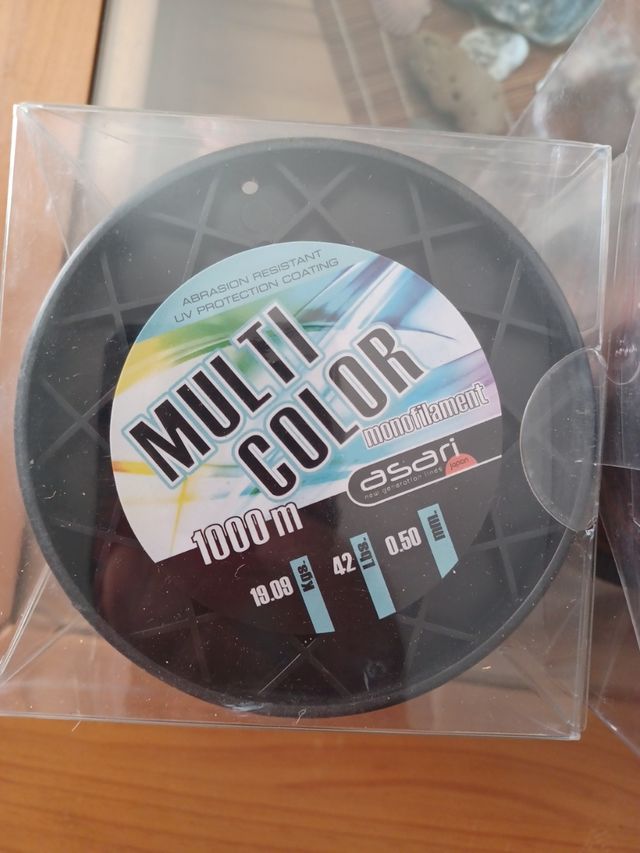 ABRASION RESISTANT
UV PROTECTION COATING
MULTI
COLOR
monofilament
asari
new generation lines
japan
1000 m
19.09 Kgs.
42 Lbs.
0.50 mm.